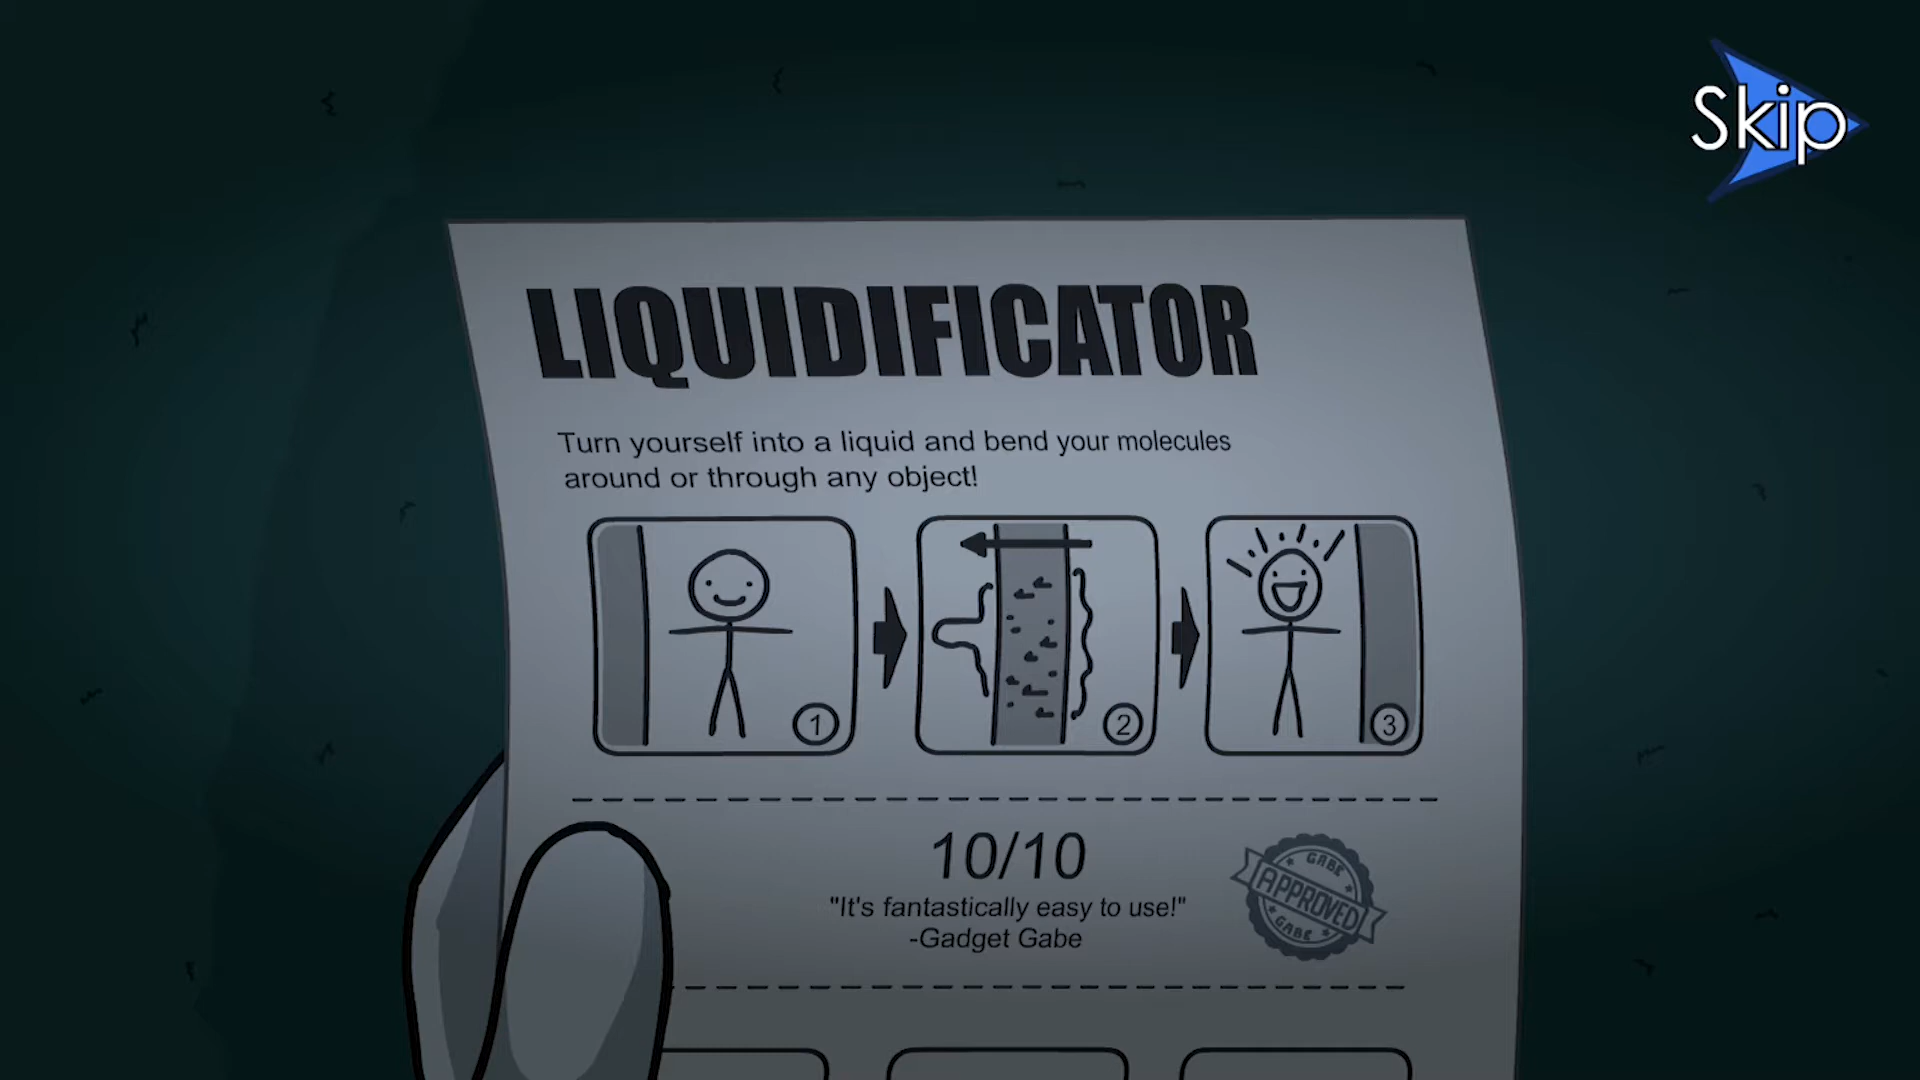 Skip
LIQUIDIFICATOR
Turn yourself into a liquid and bend your molecules
around or through any object!
1
2
3
10/10
"It's fantastically easy to use!"
-Gadget Gabe
GABE
APPROVED
GABE